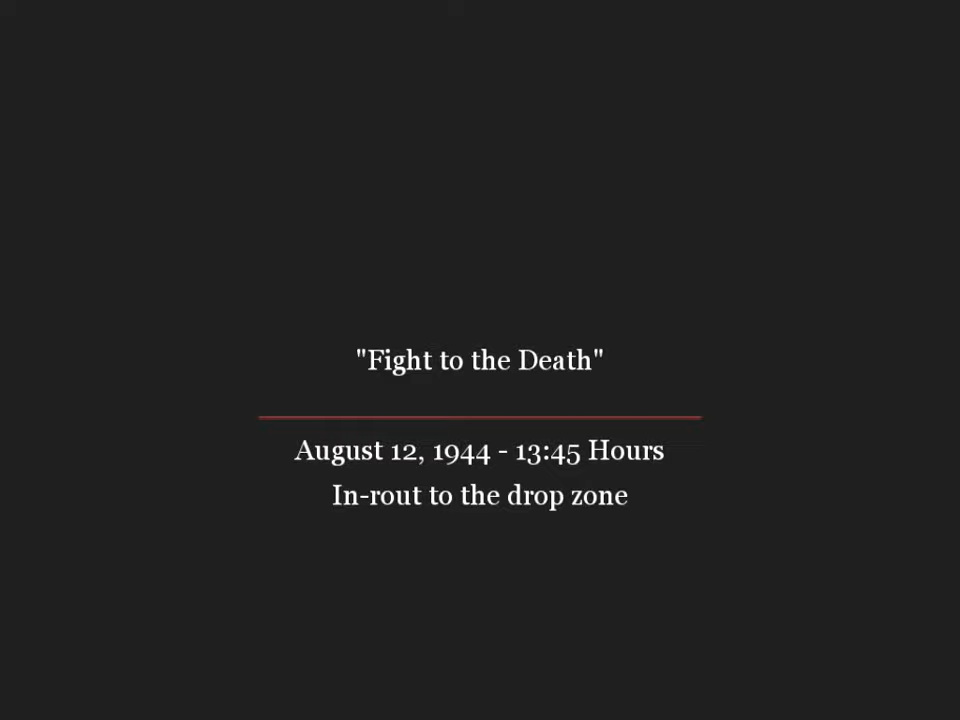 "Fight to the Death"
August 12, 1944 - 13:45 Hours
In-rout to the drop zone